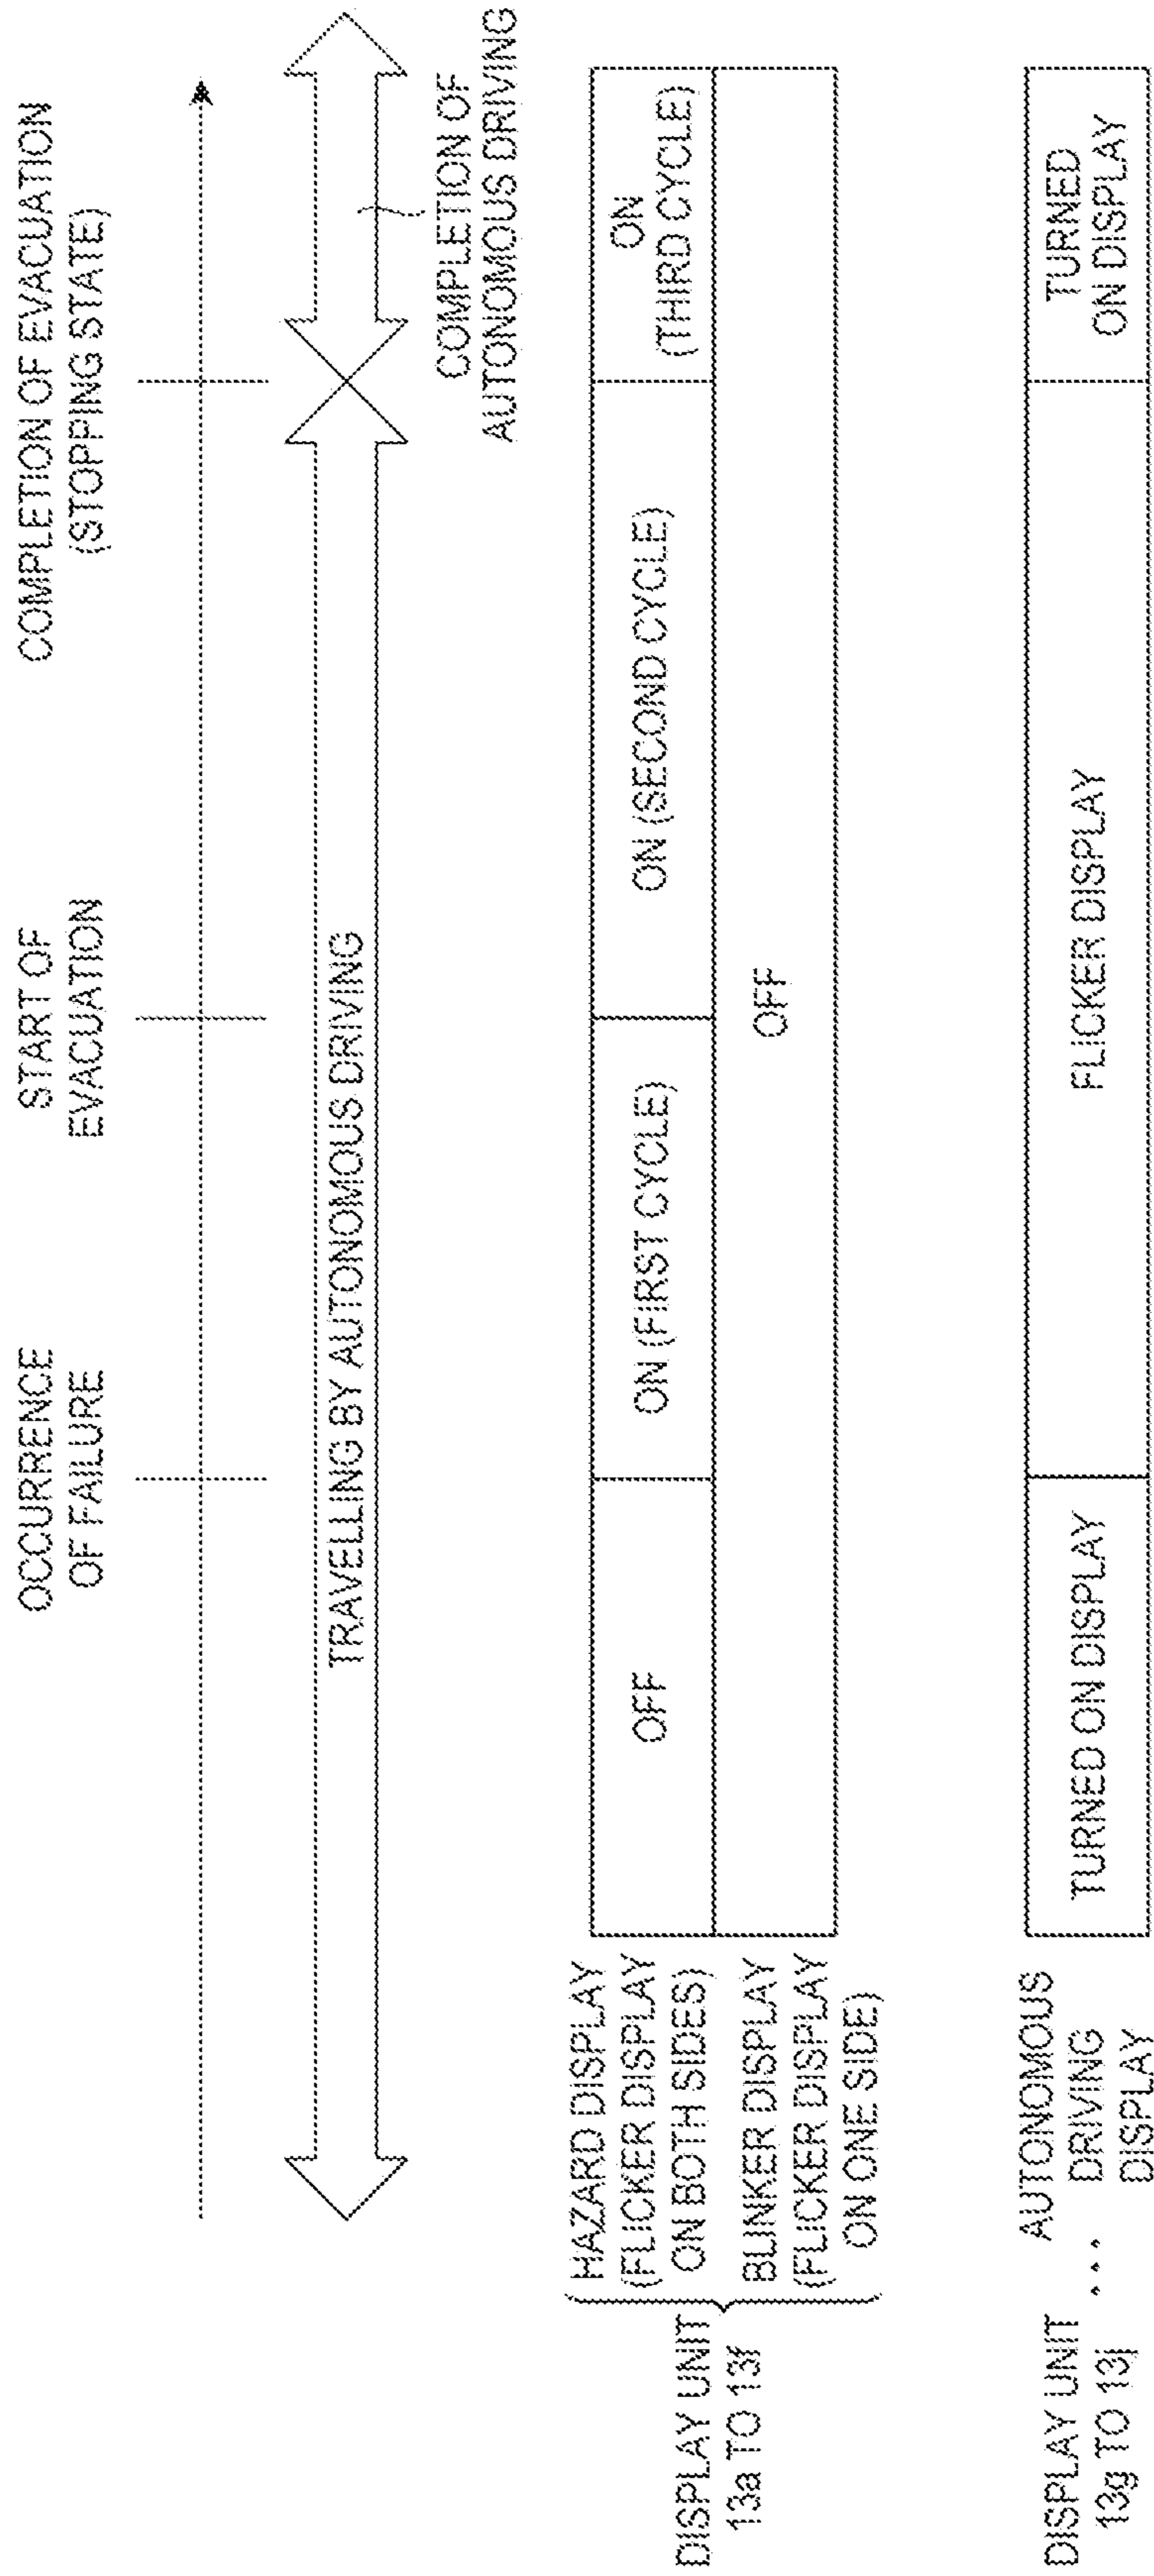 OCCURRENCE
OF FAILURE
START OF
EVACUATION
COMPLETION OF EVACUATION
(STOPPING STATE)
TRAVELLING BY AUTONOMOUS DRIVING
COMPLETION OF
AUTONOMOUS DRIVING
DISPLAY UNIT
13a TO 13f
HAZARD DISPLAY
(FLICKER DISPLAY
ON BOTH SIDES)
OFF
ON (FIRST CYCLE)
ON (SECOND CYCLE)
ON
(THIRD CYCLE)
BLINKER DISPLAY
(FLICKER DISPLAY
ON ONE SIDE)
OFF
DISPLAY UNIT
13g TO 13j
...
AUTONOMOUS
DRIVING
DISPLAY
TURNED ON DISPLAY
FLICKER DISPLAY
TURNED
ON DISPLAY